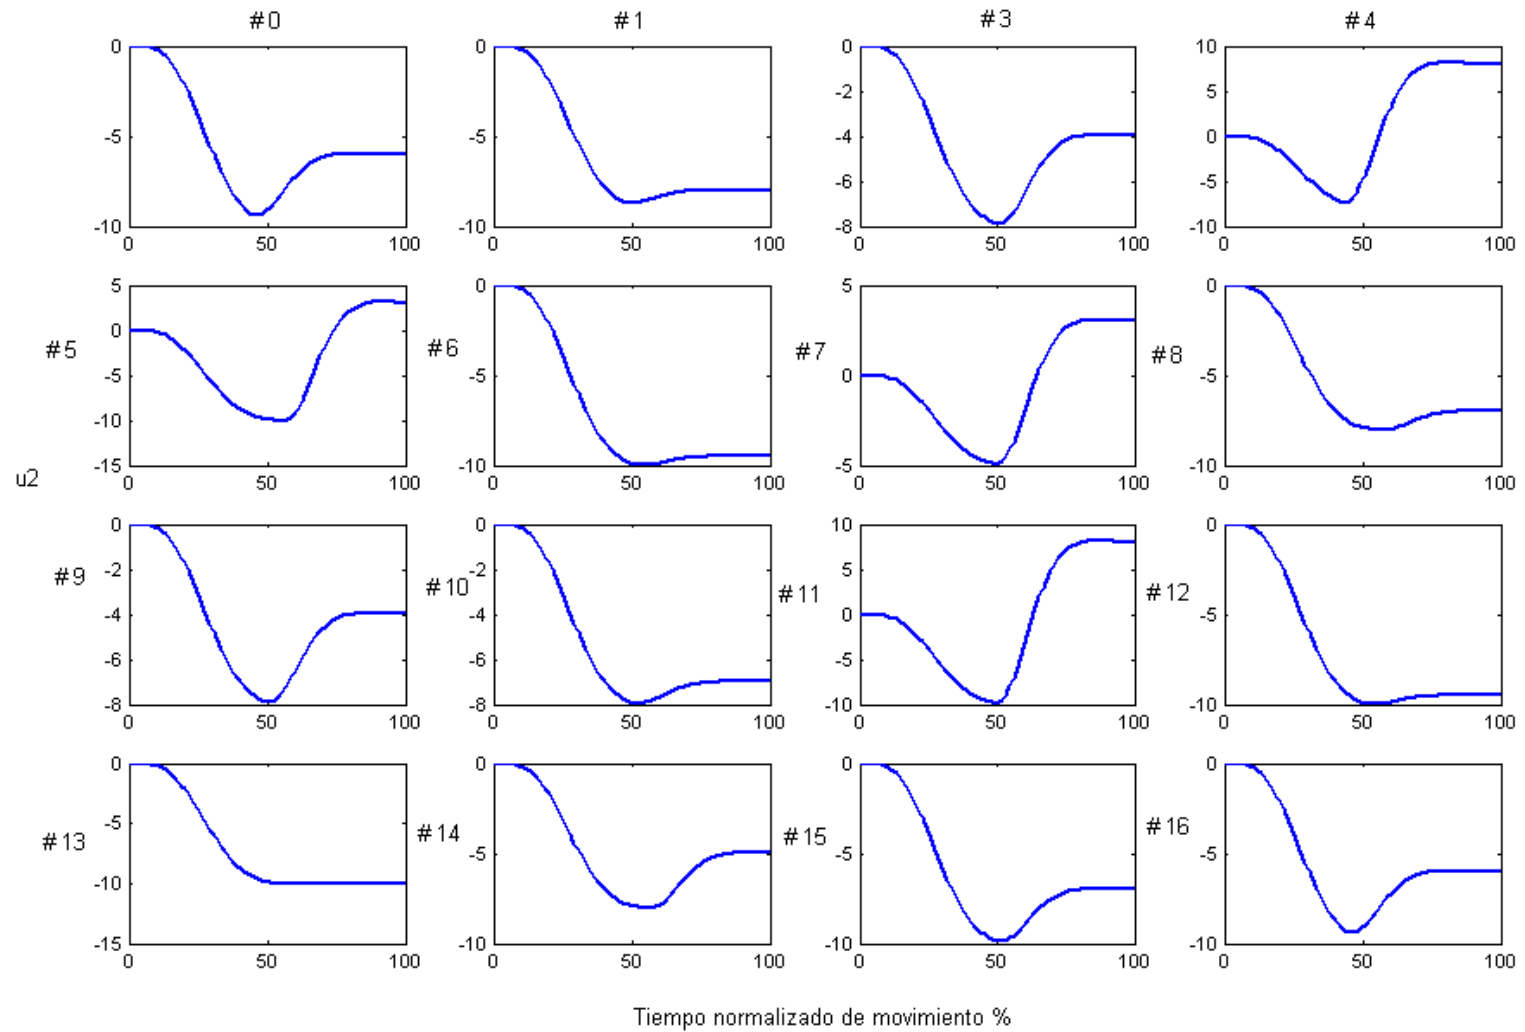 #0 #1 #3 #4
0 0 0 10
-5 -5 -2 5
-10 -10 -4 0
-6 -5
-8 -10
0 50 100 0 50 100 0 50 100 0 50 100
#5 #6 #7 #8
5 0 5 0
0 -5 0 -5
-5 -10 -5 -10
-10
-15
0 50 100 0 50 100 0 50 100 0 50 100
u2
#9 #10 #11 #12
0 0 10 0
-2 -2 5 -5
-4 -4 0 -10
-6 -6 -5
-8 -8 -10
0 50 100 0 50 100 0 50 100 0 50 100
#13 #14 #15 #16
0 0 0 0
-5 -5 -5 -5
-10 -10 -10 -10
-15
0 50 100 0 50 100 0 50 100 0 50 100
Tiempo normalizado de movimiento %